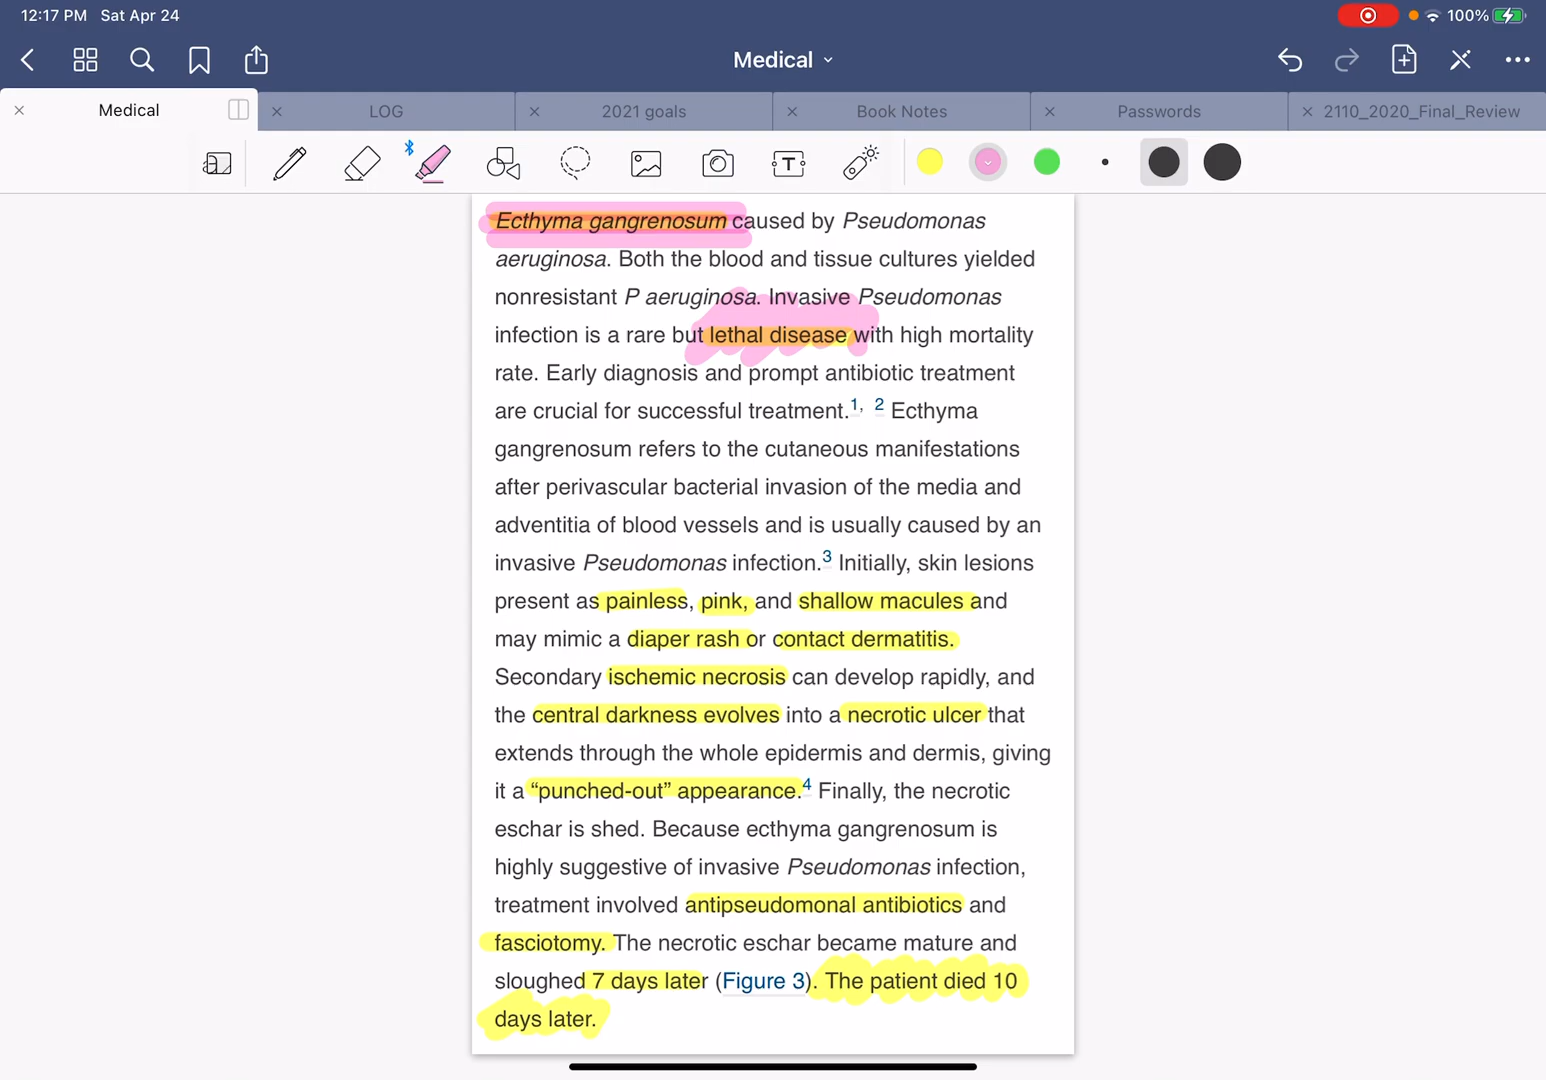 12:17 PM Sat Apr 24
100%
Medical
Medical
LOG
2021 goals
Book Notes
Passwords
2110_2020_Final_Review
Ecthyma gangrenosum caused by Pseudomonas
aeruginosa. Both the blood and tissue cultures yielded
nonresistant P aeruginosa. Invasive Pseudomonas
infection is a rare but lethal disease with high mortality
rate. Early diagnosis and prompt antibiotic treatment
are crucial for successful treatment.1, 2 Ecthyma
gangrenosum refers to the cutaneous manifestations
after perivascular bacterial invasion of the media and
adventitia of blood vessels and is usually caused by an
invasive Pseudomonas infection.3 Initially, skin lesions
present as painless, pink, and shallow macules and
may mimic a diaper rash or contact dermatitis.
Secondary ischemic necrosis can develop rapidly, and
the central darkness evolves into a necrotic ulcer that
extends through the whole epidermis and dermis, giving
it a “punched-out” appearance.4 Finally, the necrotic
eschar is shed. Because ecthyma gangrenosum is
highly suggestive of invasive Pseudomonas infection,
treatment involved antipseudomonal antibiotics and
fasciotomy. The necrotic eschar became mature and
sloughed 7 days later (Figure 3). The patient died 10
days later.